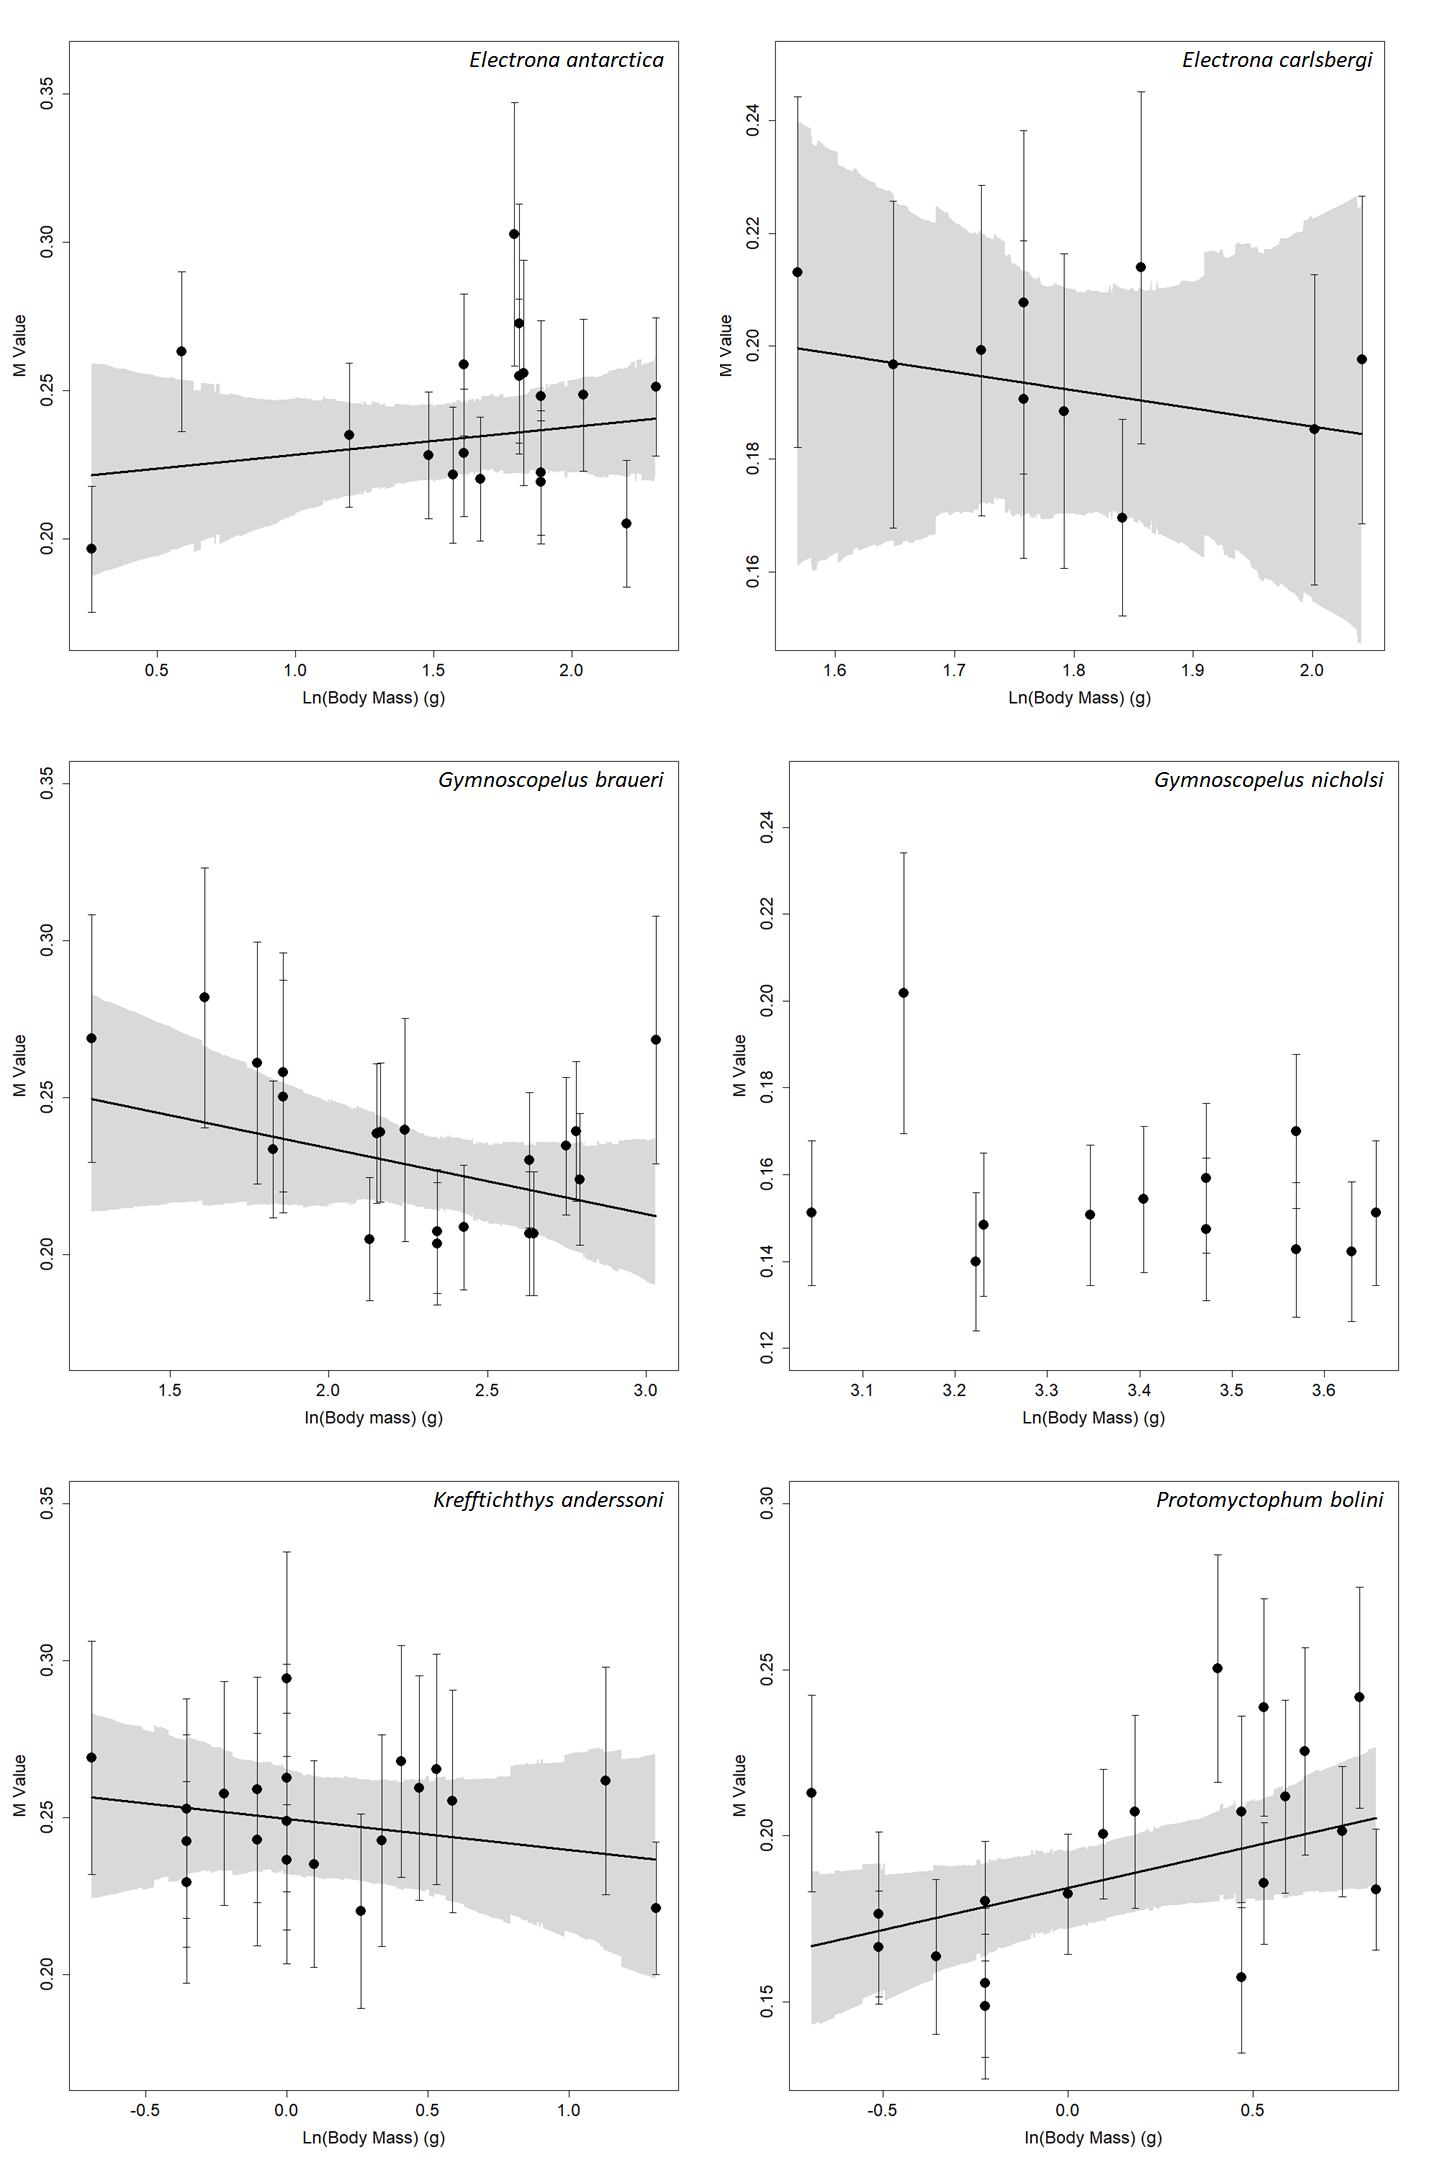 Electrona antarctica
M Value
0.35
0.30
0.25
0.20
0.5 1.0 1.5 2.0
Ln(Body Mass) (g)
Electrona carlsbergi
M Value
0.24
0.22
0.20
0.18
0.16
1.6 1.7 1.8 1.9 2.0
Ln(Body Mass) (g)
Gymnoscopelus braueri
M Value
0.35
0.30
0.25
0.20
1.5 2.0 2.5 3.0
ln(Body mass) (g)
Gymnoscopelus nicholsi
M Value
0.24
0.22
0.20
0.18
0.16
0.14
0.12
3.1 3.2 3.3 3.4 3.5 3.6
Ln(Body Mass) (g)
Krefftichthys anderssoni
M Value
0.35
0.30
0.25
0.20
-0.5 0.0 0.5 1.0
Ln(Body Mass) (g)
Protomyctophum bolini
M Value
0.30
0.25
0.20
0.15
-0.5 0.0 0.5
ln(Body Mass) (g)